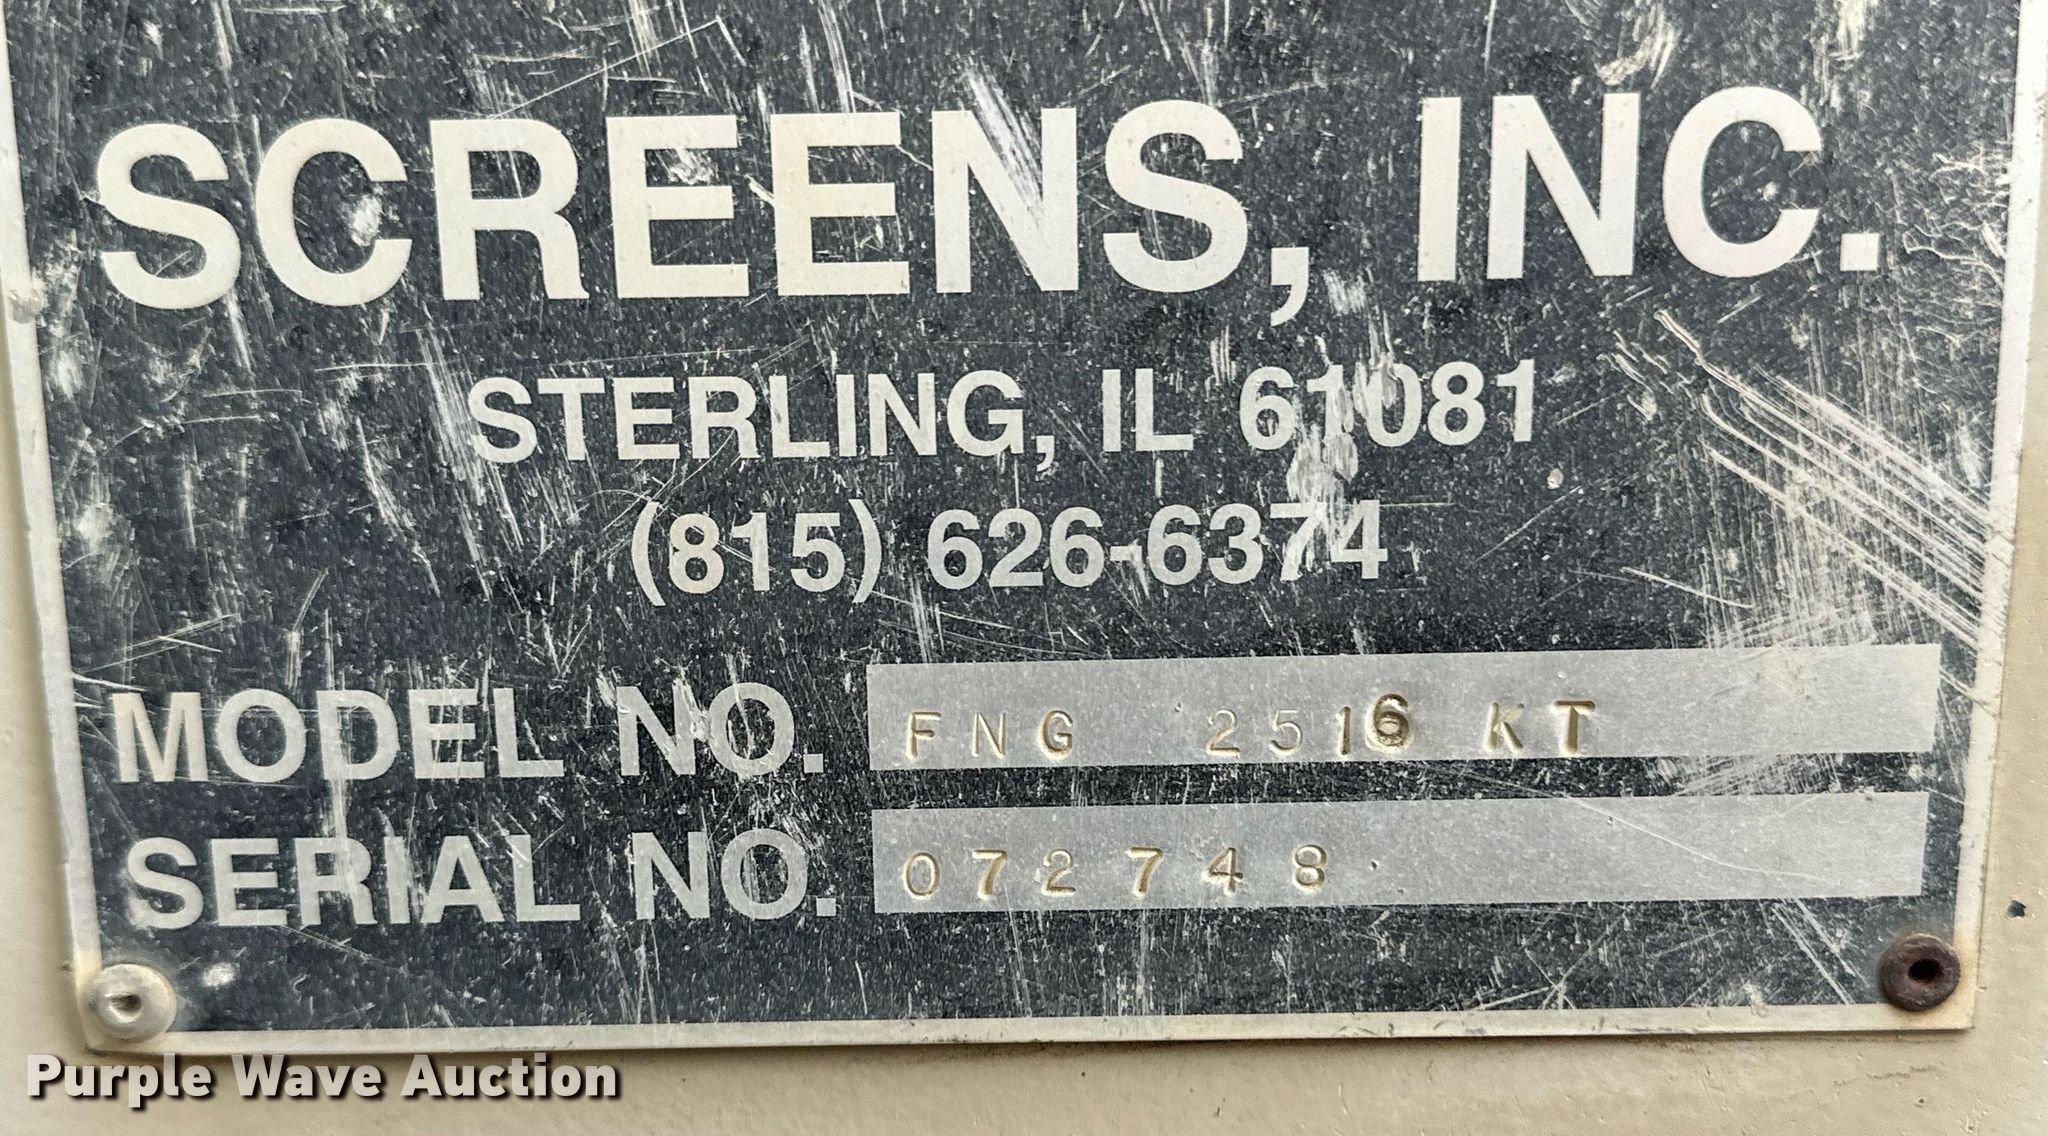 SCREENS, INC.
STERLING, IL 61081
(815) 626-6374
MODEL NO. FNG 2516 KT
SERIAL NO. 072748
Purple Wave Auction